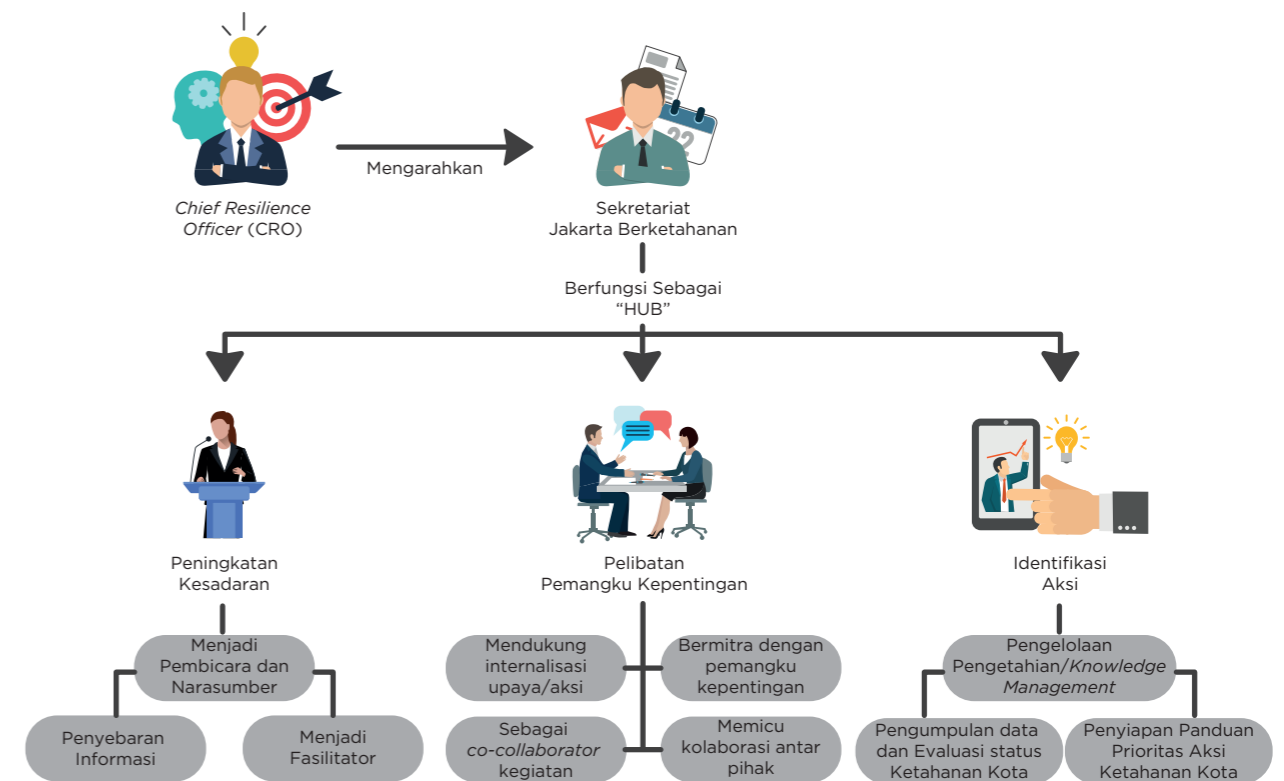 22
Mengarahkan
Chief Resilience
Officer (CRO)
Sekretariat
Jakarta Berketahanan
Berfungsi Sebagai
“HUB”
Peningkatan
Kesadaran
Pelibatan
Pemangku Kepentingan
Identifikasi
Aksi
Menjadi
Pembicara dan
Narasumber
Penyebaran
Informasi
Menjadi
Fasilitator
Mendukung
internalisasi
upaya/aksi
Bermitra dengan
pemangku
kepentingan
Sebagai
co-collaborator
kegiatan
Memicu
kolaborasi antar
pihak
Pengelolaan
Pengetahian/Knowledge
Management
Pengumpulan data
dan Evaluasi status
Ketahanan Kota
Penyiapan Panduan
Prioritas Aksi
Ketahanan Kota